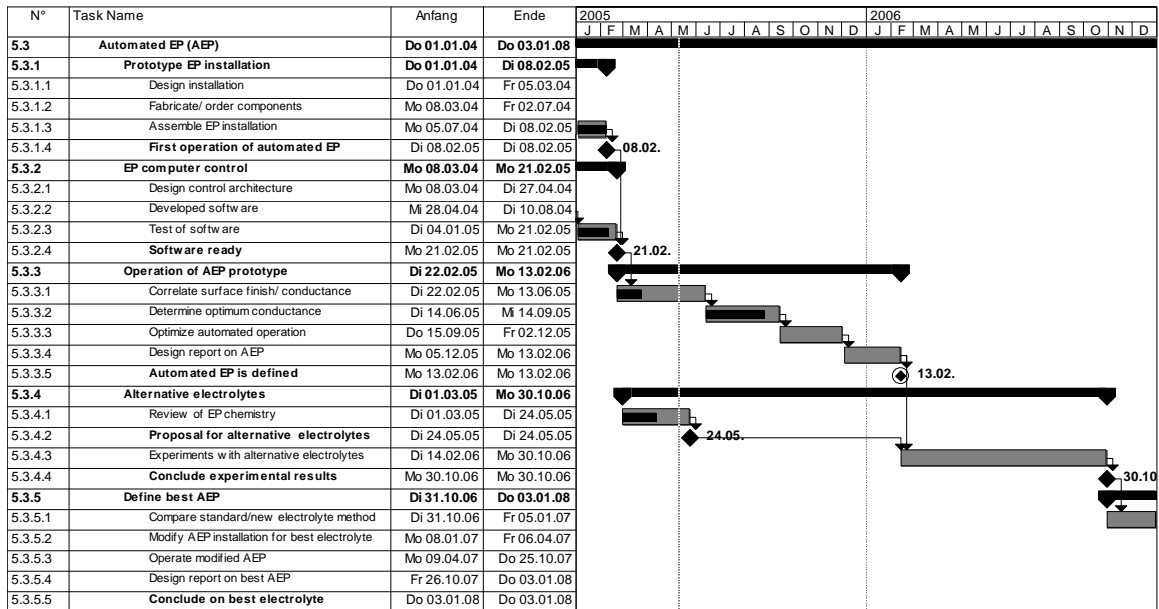 N° Task Name Anfang Ende 2005 2006
J F M A M J J A S O N D J F M A M J J A S O N D
5.3 Automated EP (AEP) Do 01.01.04 Do 03.01.08
5.3.1 Prototype EP installation Do 01.01.04 Di 08.02.05
5.3.1.1 Design installation Do 01.01.04 Fr 05.03.04
5.3.1.2 Fabricate/ order components Mo 08.03.04 Fr 02.07.04
5.3.1.3 Assemble EP installation Mo 05.07.04 Di 08.02.05
5.3.1.4 First operation of automated EP Di 08.02.05 Di 08.02.05 08.02.
5.3.2 EP computer control Mo 08.03.04 Mo 21.02.05
5.3.2.1 Design control architecture Mo 08.03.04 Di 27.04.04
5.3.2.2 Developed software Mi 28.04.04 Di 10.08.04
5.3.2.3 Test of software Di 04.01.05 Mo 21.02.05
5.3.2.4 Software ready Mo 21.02.05 Mo 21.02.05 21.02.
5.3.3 Operation of AEP prototype Di 22.02.05 Mo 13.02.06
5.3.3.1 Correlate surface finish/ conductance Di 22.02.05 Mo 13.06.05
5.3.3.2 Determine optimum conductance Di 14.06.05 Mi 14.09.05
5.3.3.3 Optimize automated operation Do 15.09.05 Fr 02.12.05
5.3.3.4 Design report on AEP Mo 05.12.05 Mo 13.02.06
5.3.3.5 Automated EP is defined Mo 13.02.06 Mo 13.02.06 13.02.
5.3.4 Alternative electrolytes Di 01.03.05 Mo 30.10.06
5.3.4.1 Review of EP chemistry Di 01.03.05 Di 24.05.05
5.3.4.2 Proposal for alternative electrolytes Di 24.05.05 Di 24.05.05 24.05.
5.3.4.3 Experiments with alternative electrolytes Di 14.02.06 Mo 30.10.06
5.3.4.4 Conclude experimental results Mo 30.10.06 Mo 30.10.06 30.10
5.3.5 Define best AEP Di 31.10.06 Do 03.01.08
5.3.5.1 Compare standard/new electrolyte method Di 31.10.06 Fr 05.01.07
5.3.5.2 Modify AEP installation for best electrolyte Mo 08.01.07 Fr 06.04.07
5.3.5.3 Operate modified AEP Mo 09.04.07 Do 25.10.07
5.3.5.4 Design report on best AEP Fr 26.10.07 Do 03.01.08
5.3.5.5 Conclude on best electrolyte Do 03.01.08 Do 03.01.08